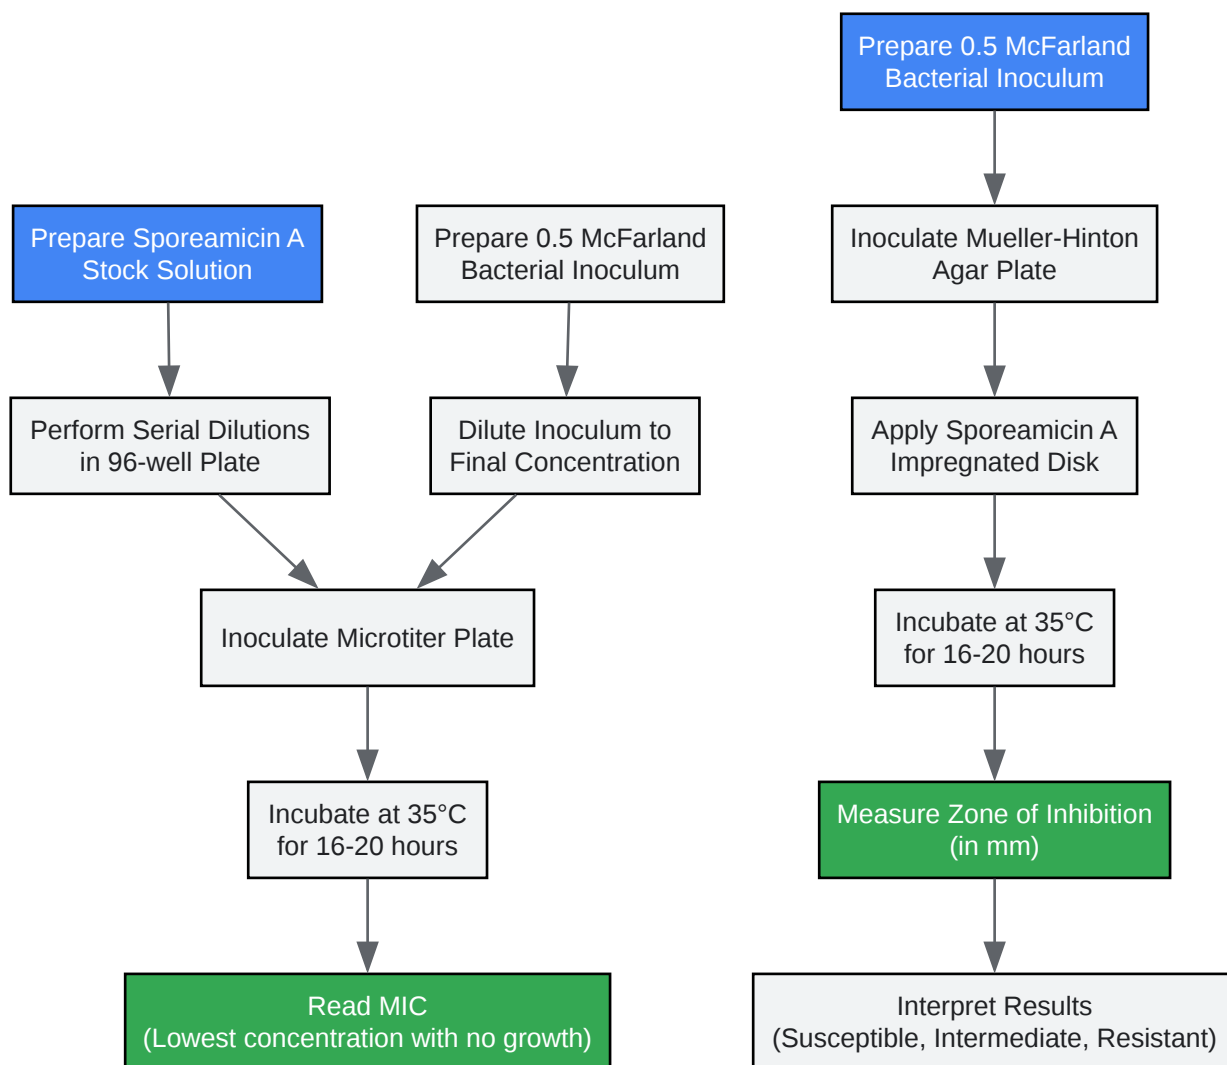 Prepare Sporeamicin A
Stock Solution
Prepare 0.5 McFarland
Bacterial Inoculum
Perform Serial Dilutions
in 96-well Plate
Dilute Inoculum to
Final Concentration
Inoculate Microtiter Plate
Incubate at 35°C
for 16-20 hours
Read MIC
(Lowest concentration with no growth)
Prepare 0.5 McFarland
Bacterial Inoculum
Inoculate Mueller-Hinton
Agar Plate
Apply Sporeamicin A
Impregnated Disk
Incubate at 35°C
for 16-20 hours
Measure Zone of Inhibition
(in mm)
Interpret Results
(Susceptible, Intermediate, Resistant)